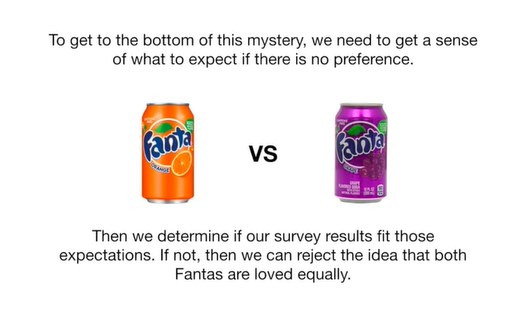 To get to the bottom of this mystery, we need to get a sense
of what to expect if there is no preference.
Fanta
ORANGE
VS
Fanta
GRAPE
Then we determine if our survey results fit those
expectations. If not, then we can reject the idea that both
Fantas are loved equally.